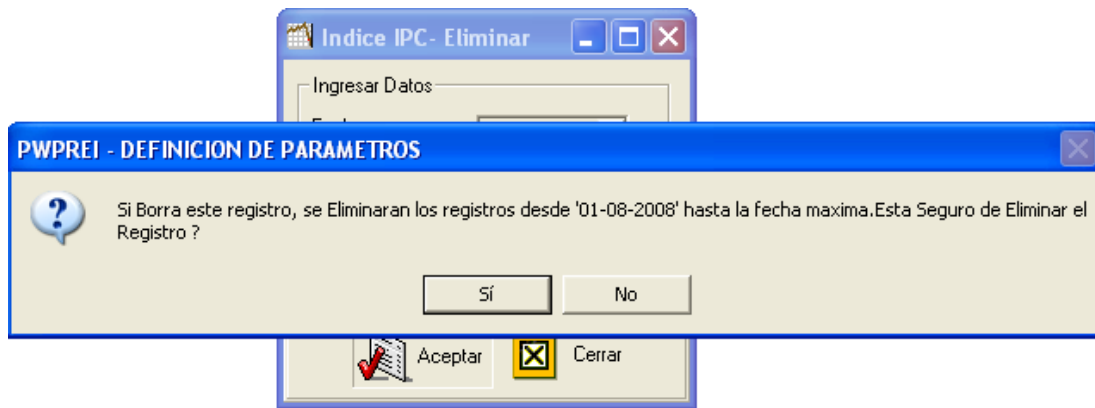 Indice IPC- Eliminar
Ingresar Datos
PWPREI - DEFINICION DE PARAMETROS
Si Borra este registro, se Eliminaran los registros desde '01-08-2008' hasta la fecha maxima.Esta Seguro de Eliminar el
Registro ?
Sí No
Aceptar Cerrar